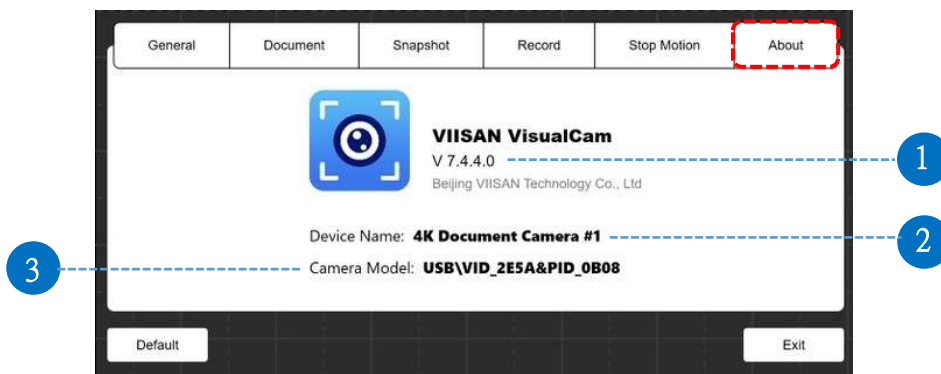 General Document Snapshot Record Stop Motion About
VIISAN VisualCam
V 7.4.4.0
1
Beijing VIISAN Technology Co., Ltd
Device Name: 4K Document Camera #1
2
3
Camera Model: USB\VID_2E5A&PID_0B08
Default Exit